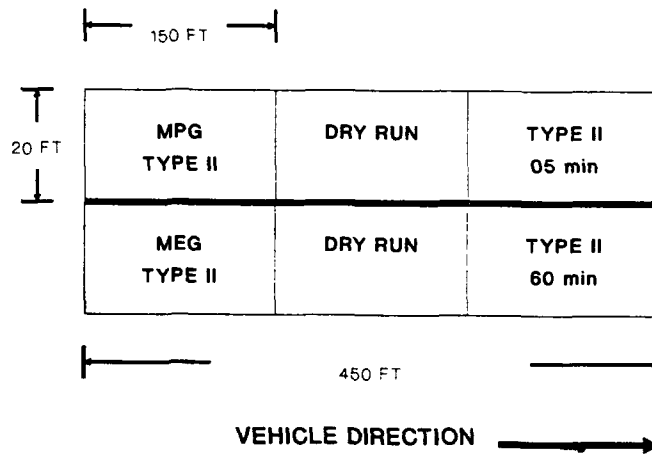 150 FT
20 FT
MPG
TYPE II
DRY RUN
TYPE II
05 min
MEG
TYPE II
DRY RUN
TYPE II
60 min
450 FT
VEHICLE DIRECTION